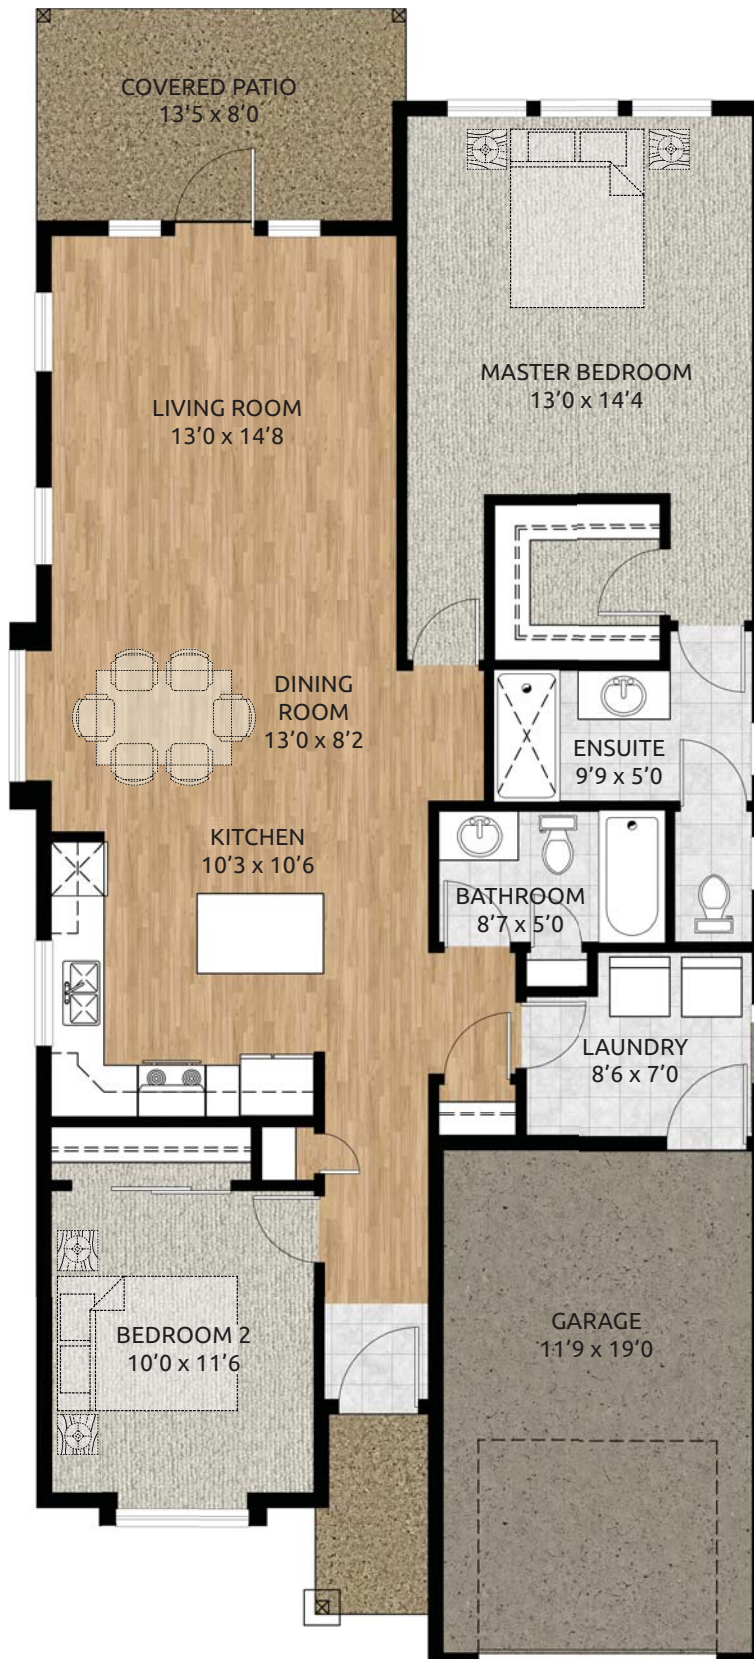 COVERED PATIO
13'5 x 8'0
MASTER BEDROOM
13'0 x 14'4
LIVING ROOM
13'0 x 14'8
DINING
ROOM
13'0 x 8'2
ENSUITE
9'9 x 5'0
KITCHEN
10'3 x 10'6
BATHROOM
8'7 x 5'0
LAUNDRY
8'6 x 7'0
BEDROOM 2
10'0 x 11'6
GARAGE
11'9 x 19'0